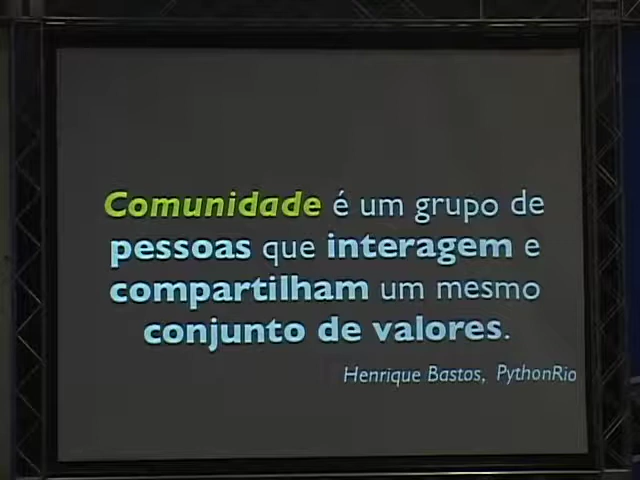 Comunidade é um grupo de
pessoas que interagem e
compartilham um mesmo
conjunto de valores.
Henrique Bastos, PythonRio